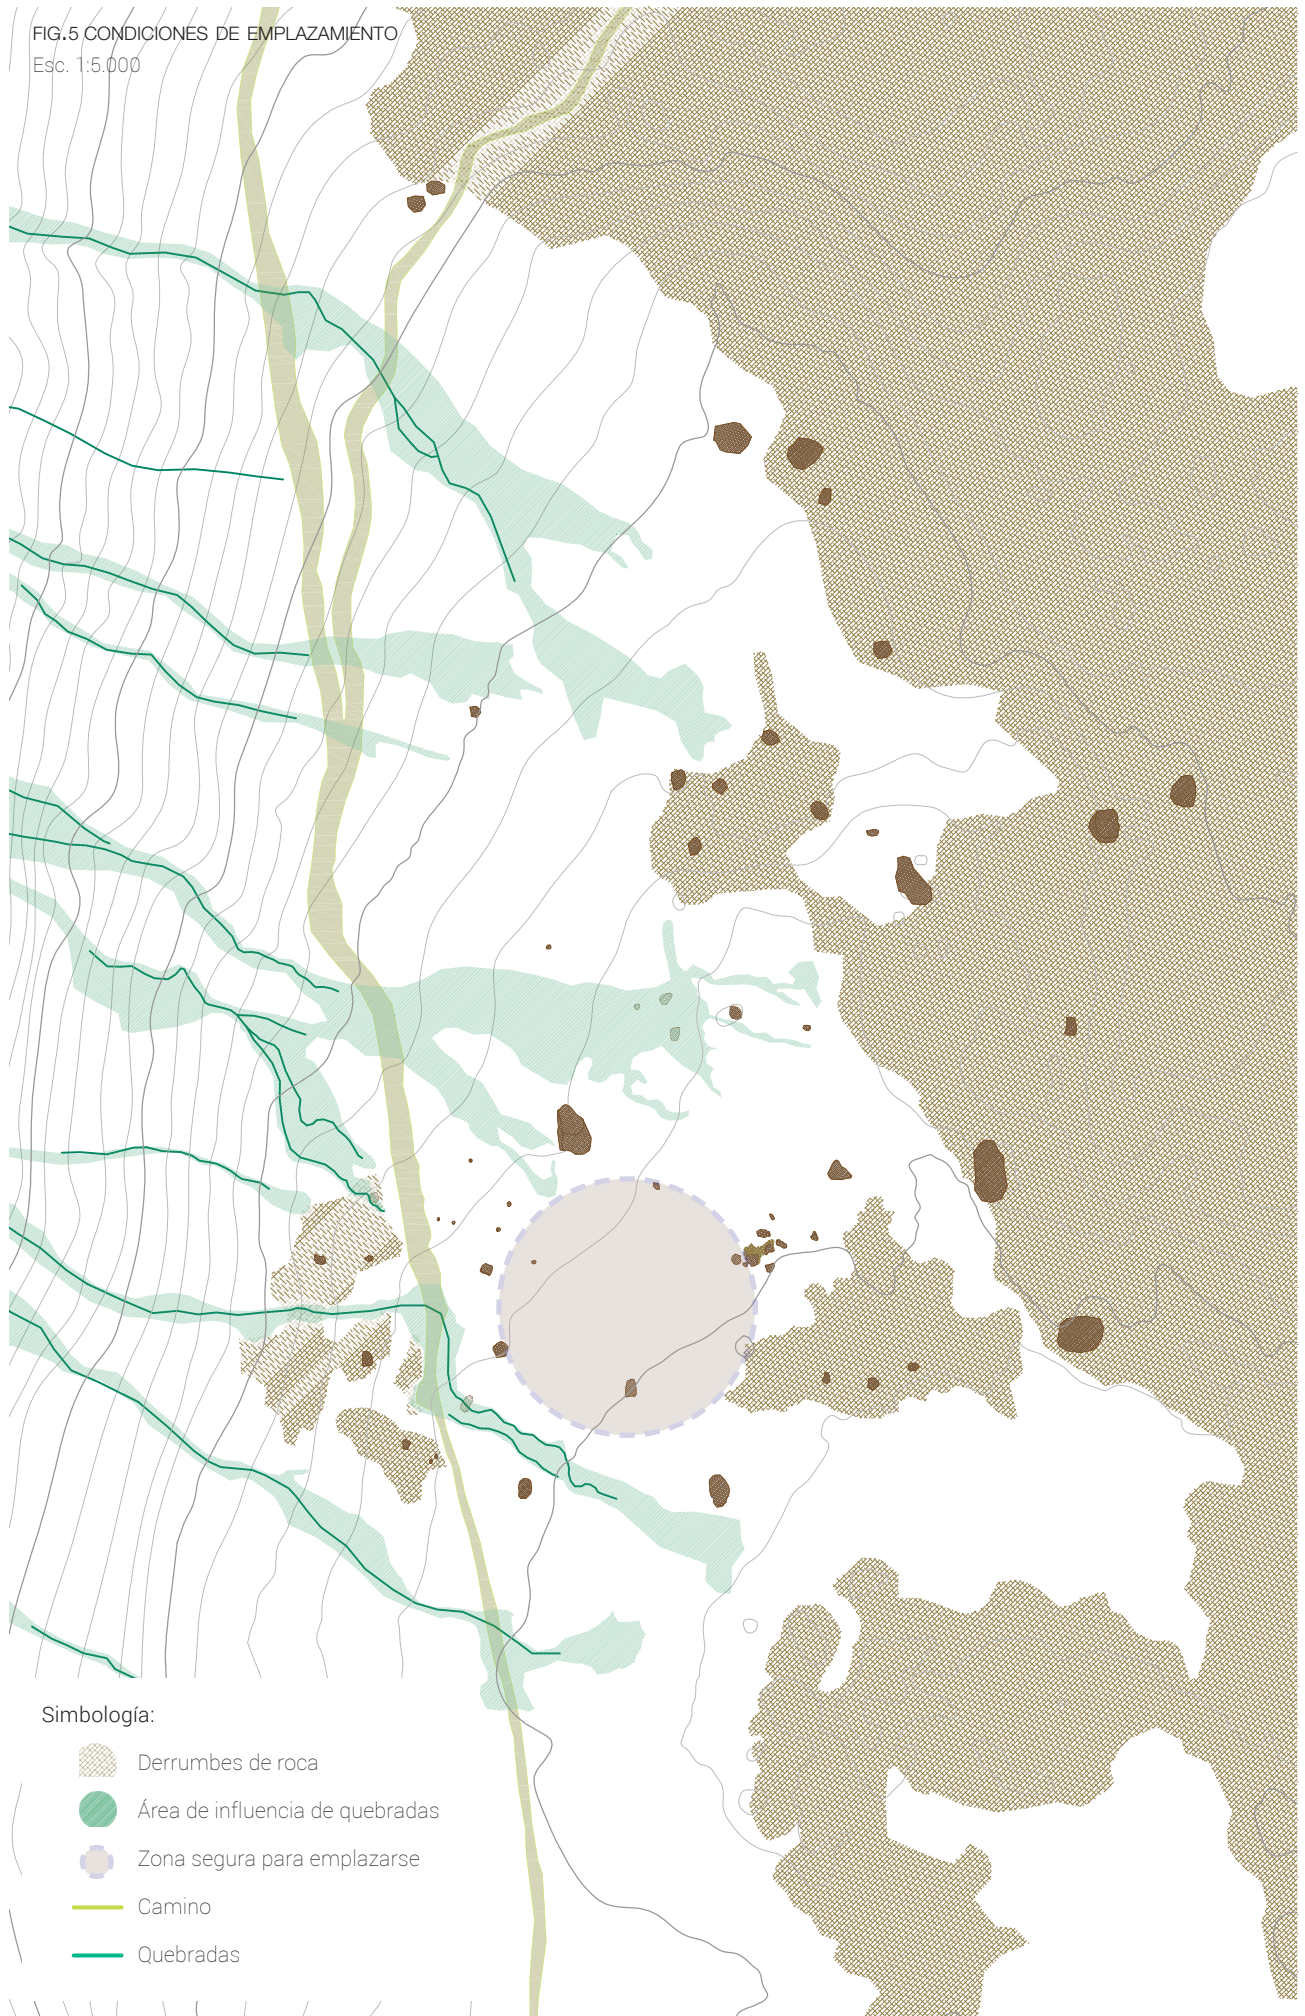 FIG.5 CONDICIONES DE EMPLAZAMIENTO
Esc. 1:5.000
Simbología:
Derrumbes de roca
Área de influencia de quebradas
Zona segura para emplazarse
Camino
Quebradas